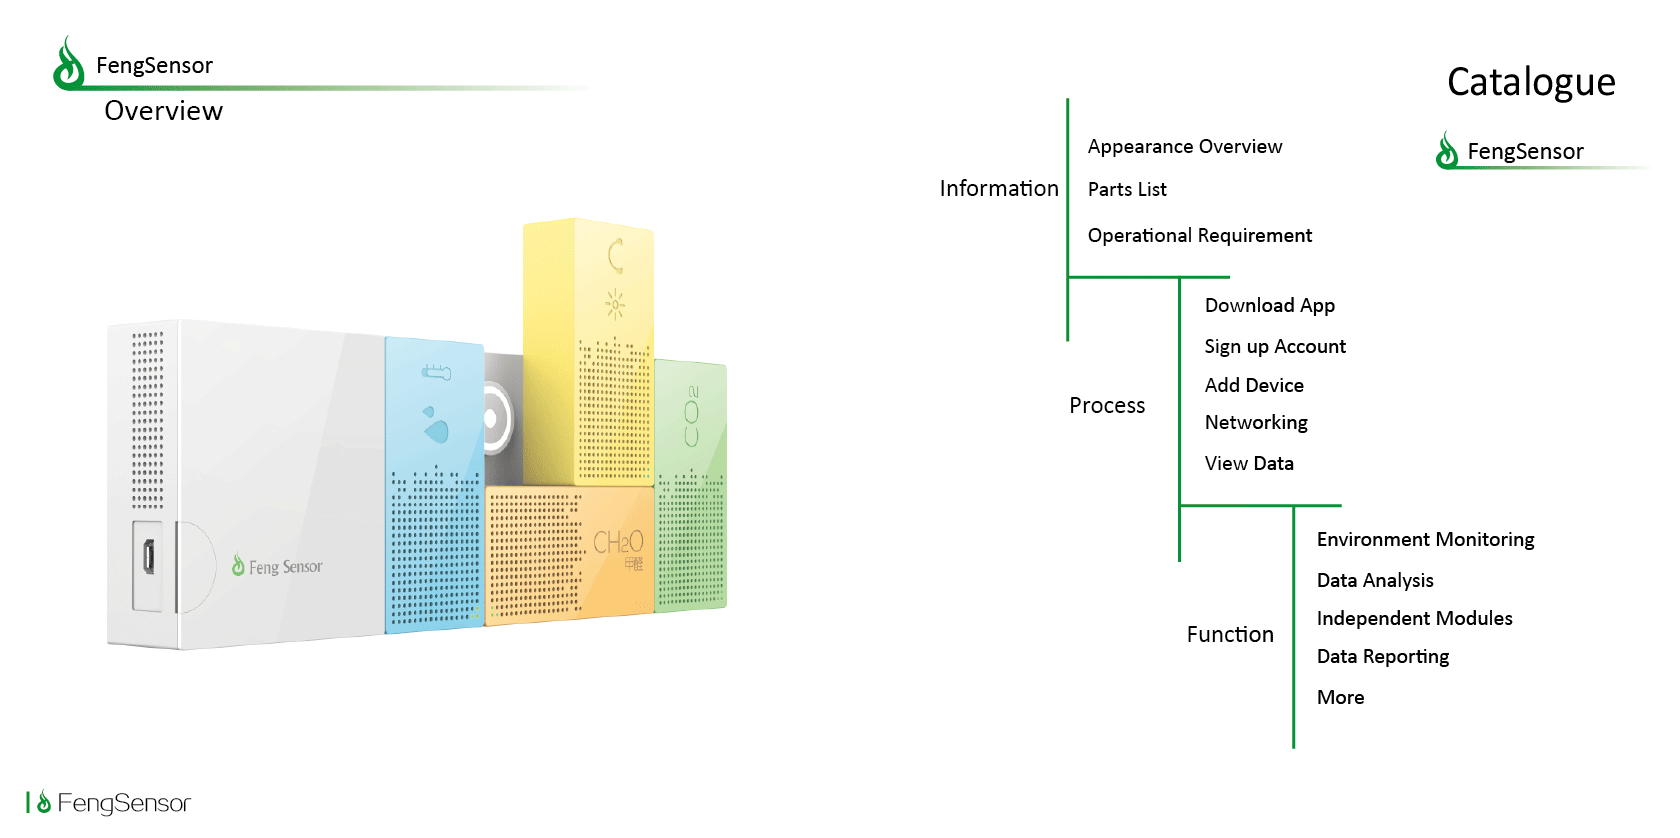 FengSensor
Overview
CO2
CH2O
甲醛
Feng Sensor
FengSensor
Catalogue
FengSensor
Information
Appearance Overview
Parts List
Operational Requirement
Process
Download App
Sign up Account
Add Device
Networking
View Data
Function
Environment Monitoring
Data Analysis
Independent Modules
Data Reporting
More